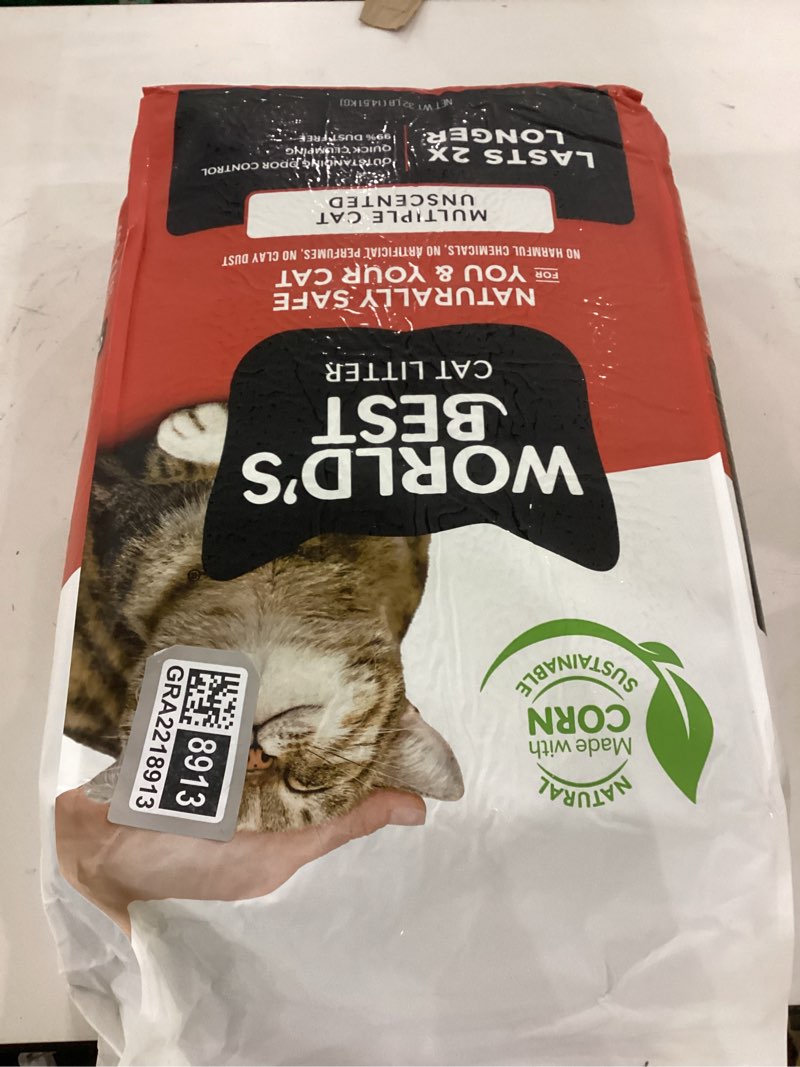 NATURAL
Made with
CORN
SUSTAINABLE
WORLD'S
BEST
CAT LITTER
NATURALLY SAFE
FOR YOU & YOUR CAT
NO HARMFUL CHEMICALS, NO ARTIFICIAL PERFUMES, NO CLAY DUST
MULTIPLE CAT
UNSCENTED
LASTS 2X
LONGER
OUTSTANDING ODOR CONTROL
QUICK CLUMPING
99% DUST FREE
NET WT 32 LB (14.51KG)
8913
GRA2218913